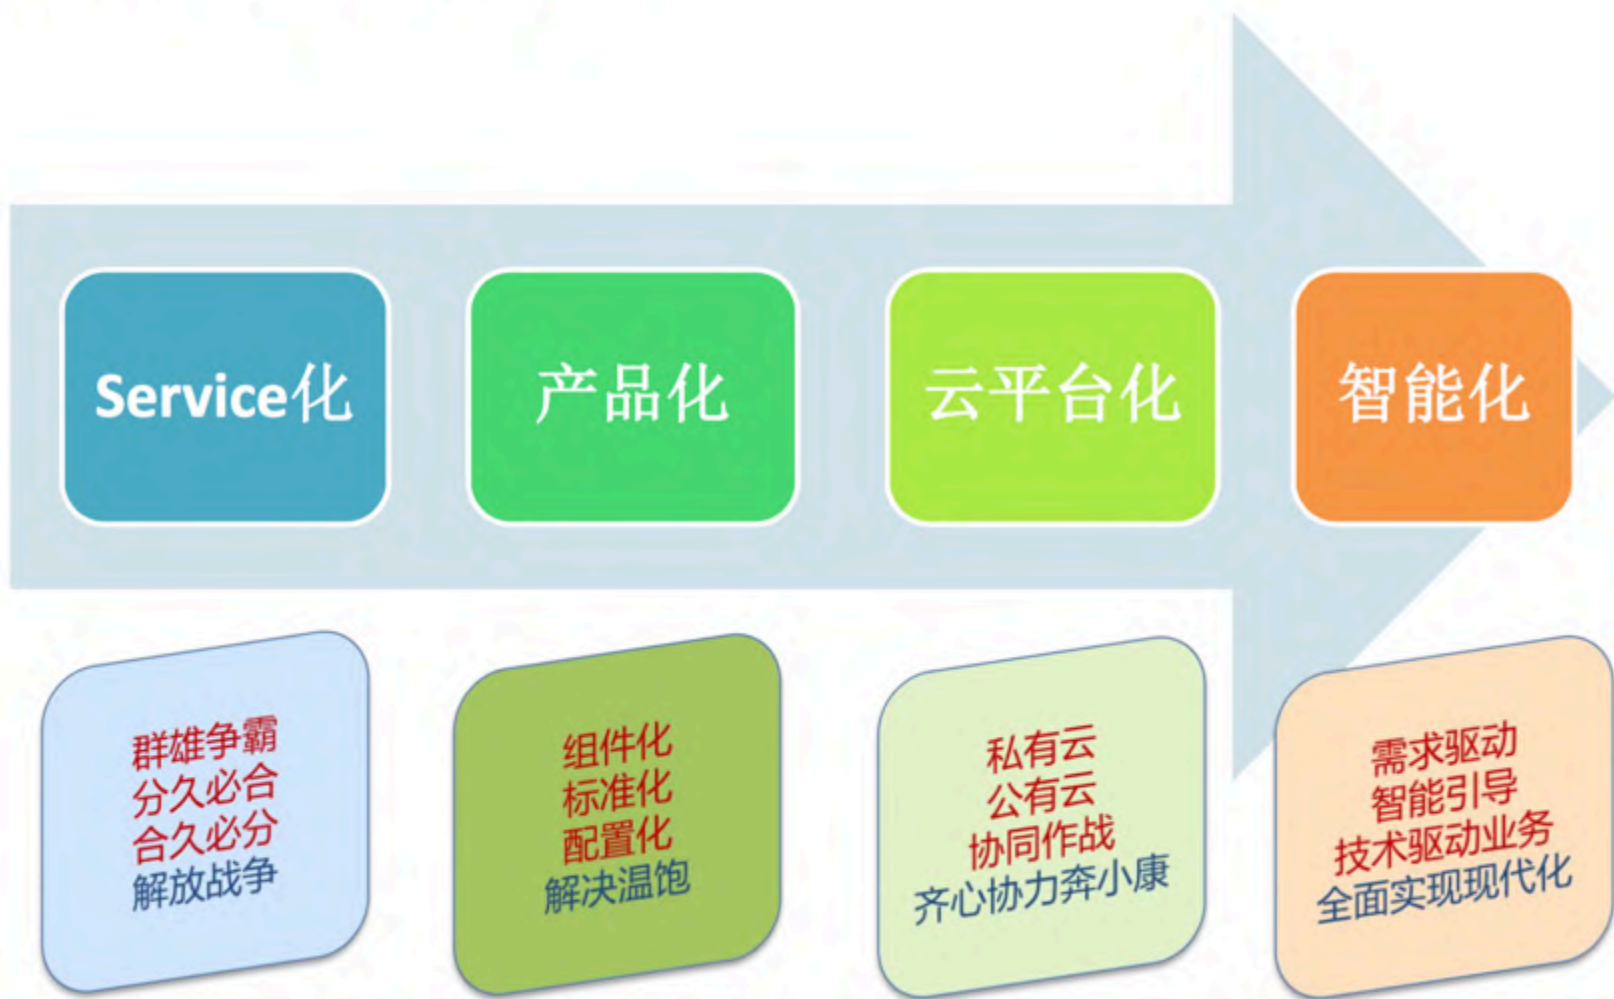 Service化
产品化
云平台化
智能化
群雄争霸
分久必合
合久必分
解放战争
组件化
标准化
配置化
解决温饱
私有云
公有云
协同作战
齐心协力奔小康
需求驱动
智能引导
技术驱动业务
全面实现现代化